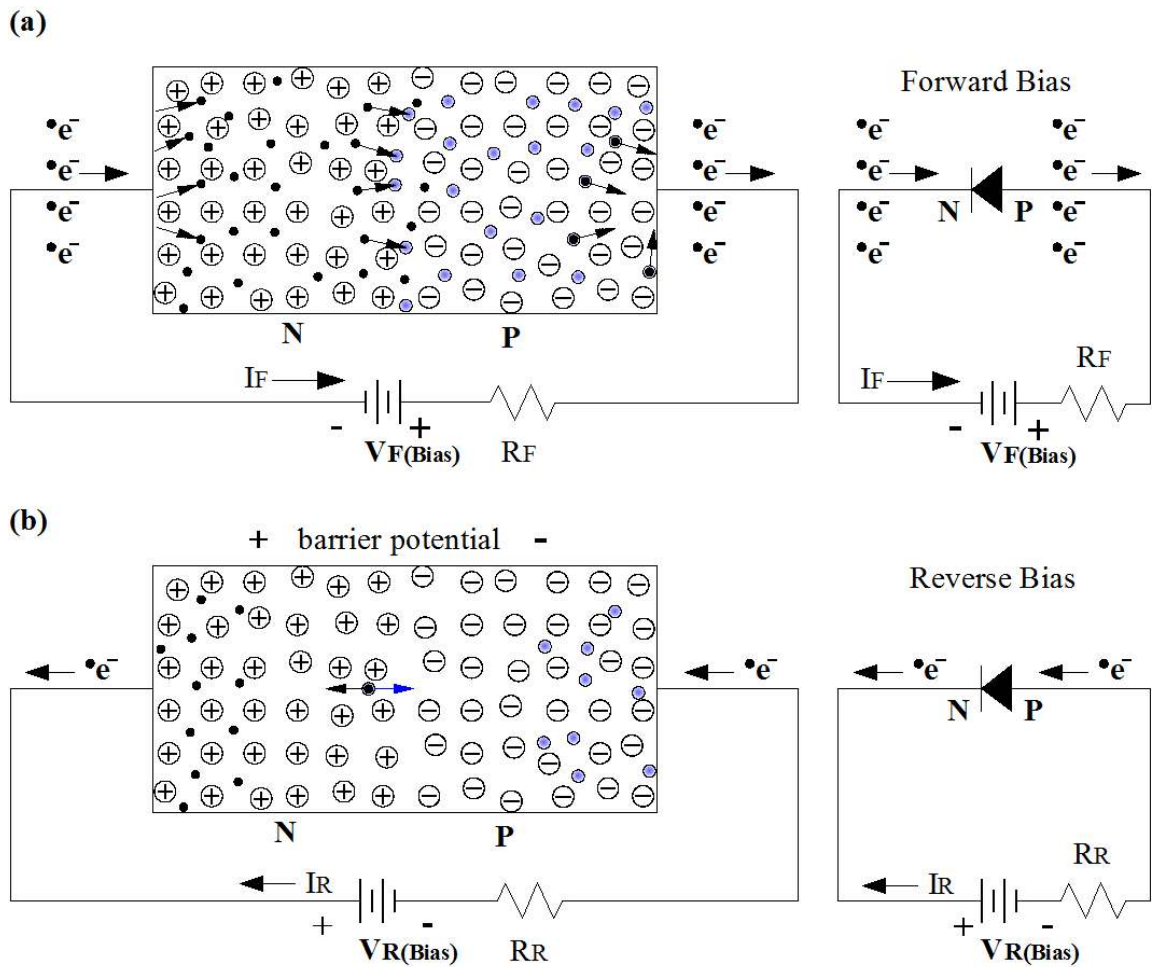 (a)
Forward Bias
e⁻ e⁻ e⁻ e⁻
e⁻ e⁻ e⁻ e⁻
e⁻ e⁻ e⁻ e⁻
N P
e⁻ e⁻ e⁻ e⁻
N P
IF RF IF
- + RF - +
VF(Bias) VF(Bias)
(b)
+ barrier potential -
Reverse Bias
e⁻ e⁻ e⁻ e⁻
N P
N P
IR IR RR
+ - + -
VR(Bias) RR VR(Bias)